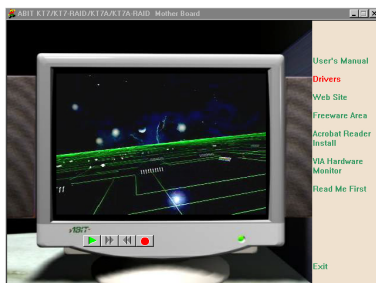 ABIT KT7/KT7-RAID/KT7A/KT7A-RAID Mother Board
User's Manual
Drivers
Web Site
Freeware Area
Acrobat Reader
Install
VIA Hardware
Monitor
Read Me First
ABIT
Exit